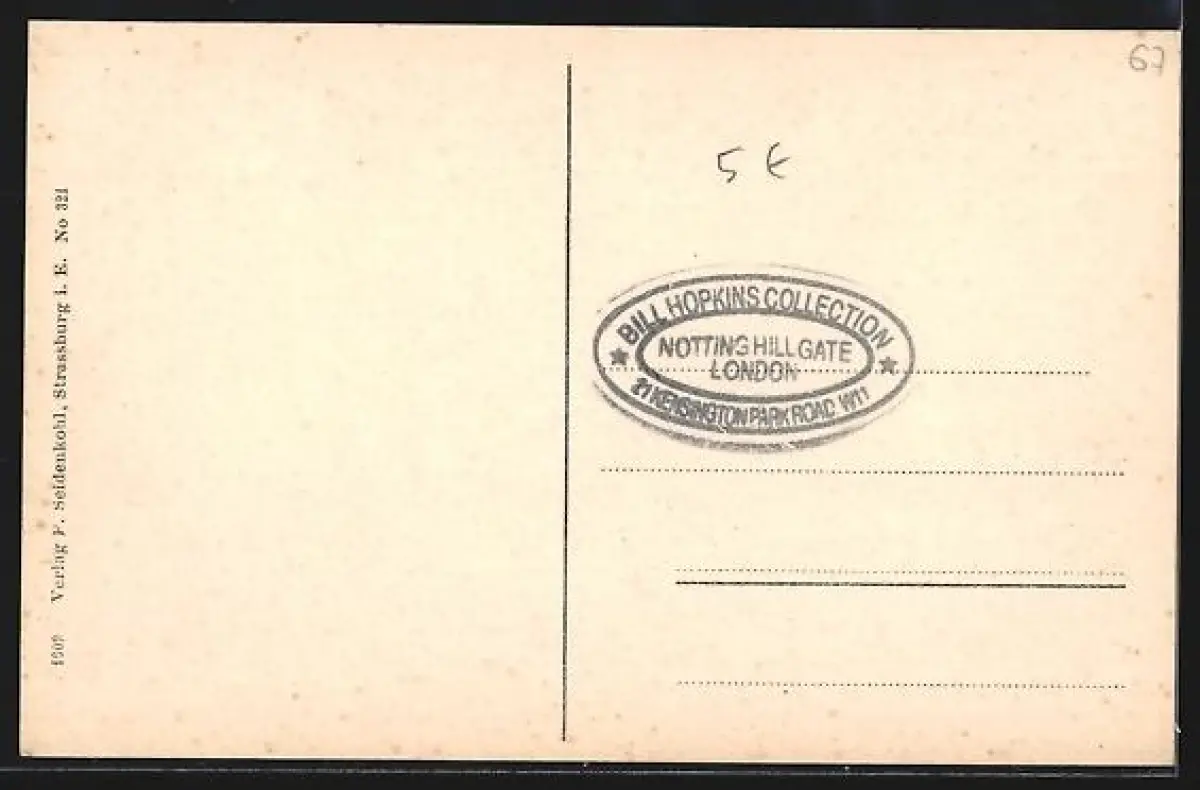 67
5 €
BILL HOPKINS COLLECTION
NOTTING HILL GATE
LONDON
21 KENSINGTON PARK ROAD W11
1909 Verlag F. Seidenkohl, Strassburg i. E. No 321